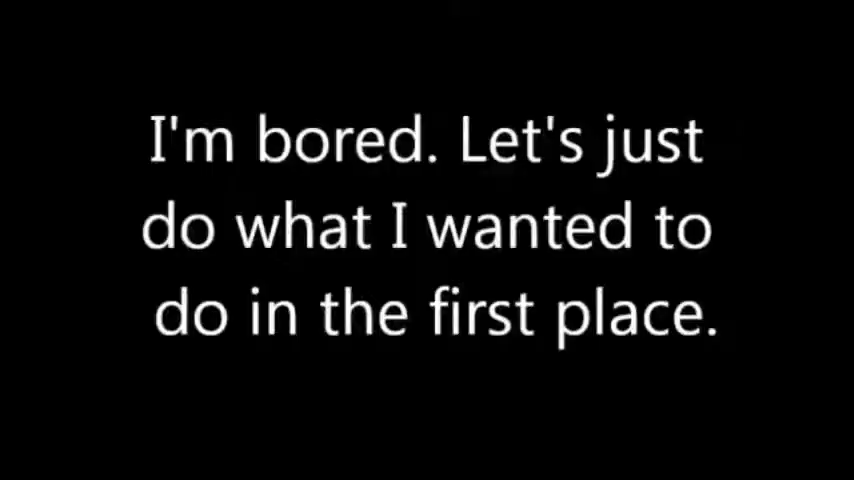 I'm bored. Let's just
do what I wanted to
do in the first place.